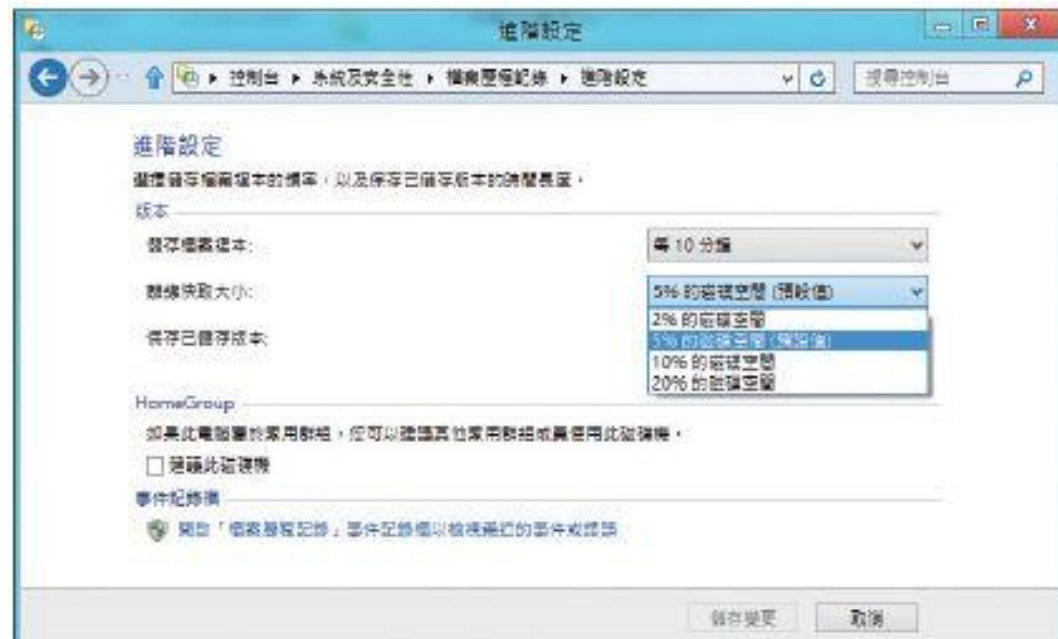 進階設定
控制台 ▸ 系統及安全性 ▸ 檔案歷程記錄 ▸ 進階設定
搜尋控制台
進階設定
選擇儲存檔案複本的頻率，以及保存已儲存版本的時間長度。
版本
儲存檔案複本:
每 10 分鐘
離線快取大小:
5% 的磁碟空間 (預設值)
2% 的磁碟空間
5% 的磁碟空間 (預設值)
保存已儲存版本:
10% 的磁碟空間
20% 的磁碟空間
HomeGroup
如果此電腦屬於家用群組，您可以建議其他家用群組成員使用此磁碟機。
建議此磁碟機
事件記錄檔
開啟「檔案歷程記錄」事件記錄檔以檢視最近的事件或錯誤
儲存變更
取消